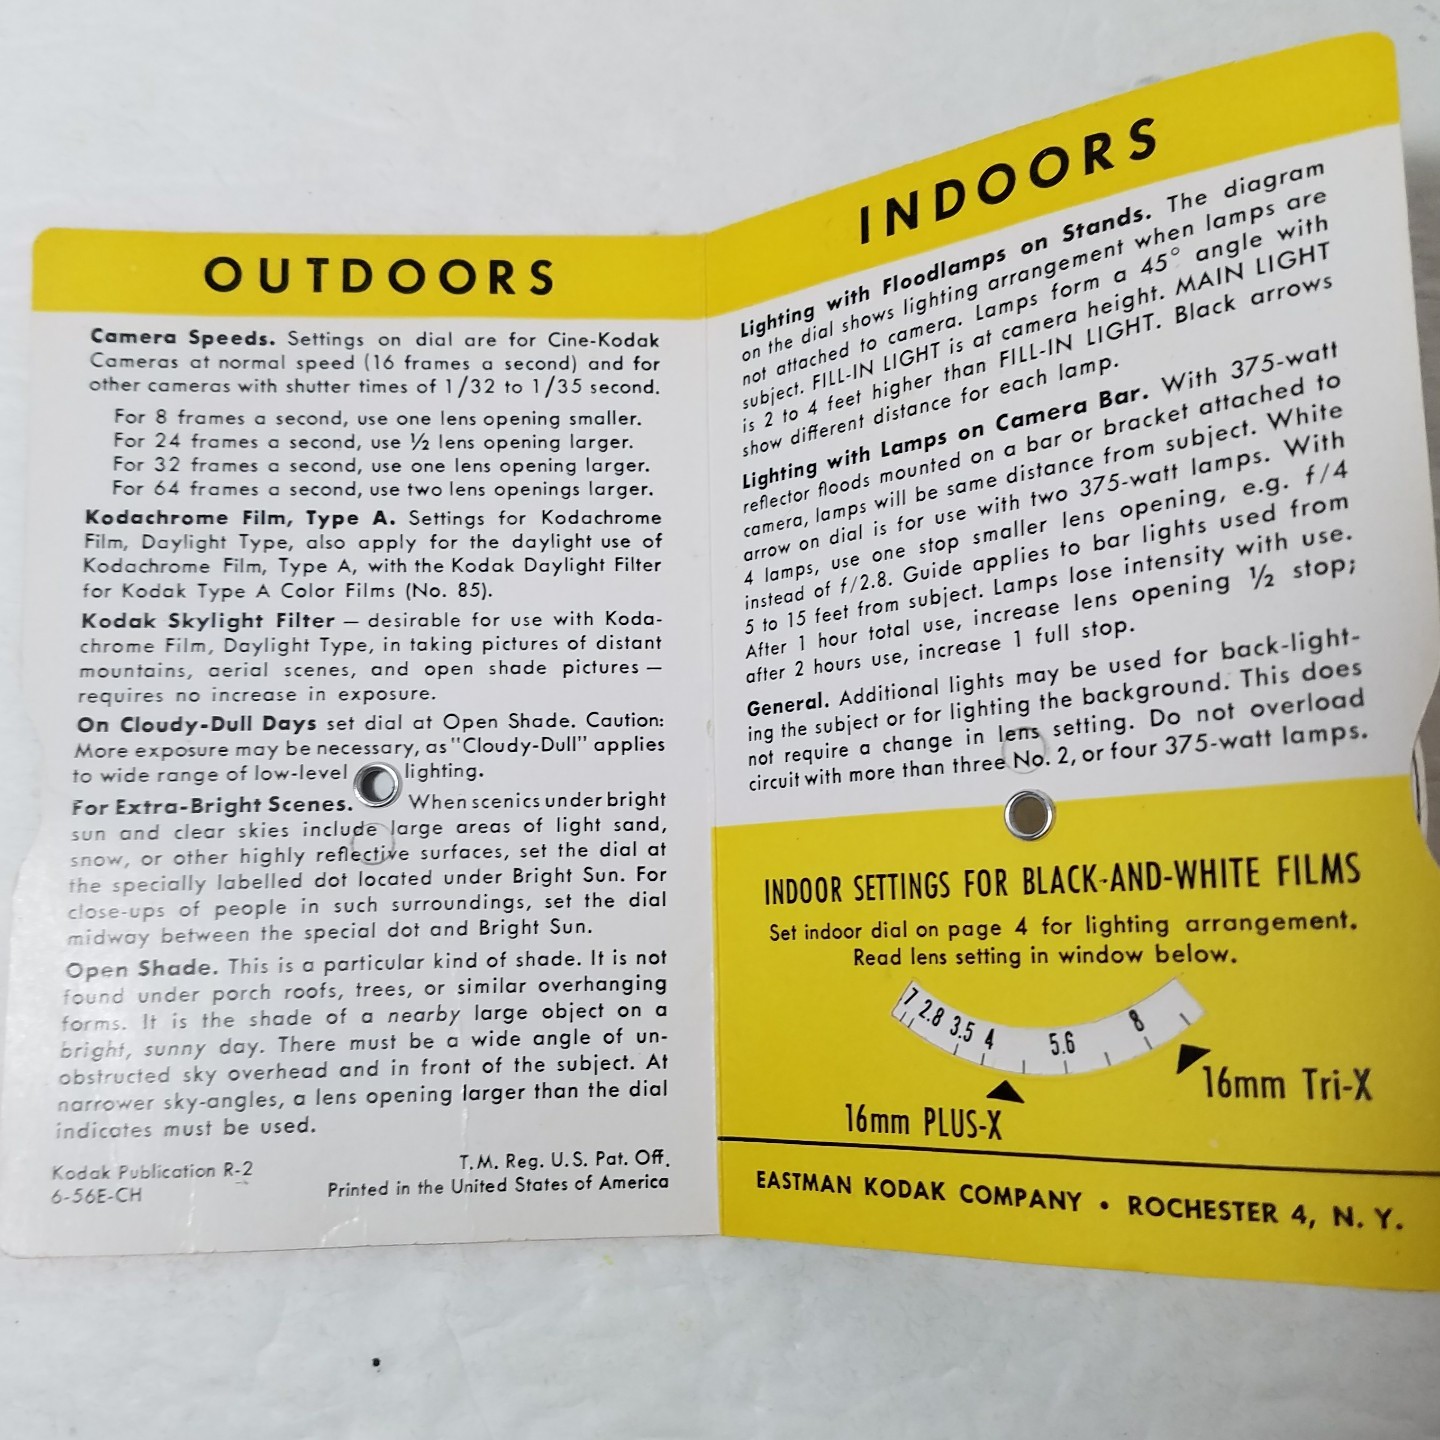 OUTDOORS
Camera Speeds. Settings on dial are for Cine-Kodak
Cameras at normal speed (16 frames a second) and for
other cameras with shutter times of 1/32 to 1/35 second.
For 8 frames a second, use one lens opening smaller.
For 24 frames a second, use ½ lens opening larger.
For 32 frames a second, use one lens opening larger.
For 64 frames a second, use two lens openings larger.
Kodachrome Film, Type A. Settings for Kodachrome
Film, Daylight Type, also apply for the daylight use of
Kodachrome Film, Type A, with the Kodak Daylight Filter
for Kodak Type A Color Films (No. 85).
Kodak Skylight Filter — desirable for use with Koda-
chrome Film, Daylight Type, in taking pictures of distant
mountains, aerial scenes, and open shade pictures —
requires no increase in exposure.
On Cloudy-Dull Days set dial at Open Shade. Caution:
More exposure may be necessary, as "Cloudy-Dull" applies
to wide range of low-level lighting.
For Extra-Bright Scenes. When scenics under bright
sun and clear skies include large areas of light sand,
snow, or other highly reflective surfaces, set the dial at
the specially labelled dot located under Bright Sun. For
close-ups of people in such surroundings, set the dial
midway between the special dot and Bright Sun.
Open Shade. This is a particular kind of shade. It is not
found under porch roofs, trees, or similar overhanging
forms. It is the shade of a nearby large object on a
bright, sunny day. There must be a wide angle of un-
obstructed sky overhead and in front of the subject. At
narrower sky-angles, a lens opening larger than the dial
indicates must be used.
Kodak Publication R-2
6-56E-CH
T.M. Reg. U.S. Pat. Off.
Printed in the United States of America
INDOORS
Lighting with Floodlamps on Stands. The diagram
on the dial shows lighting arrangement when lamps are
not attached to camera. Lamps form a 45° angle with
subject. FILL-IN LIGHT is at camera height. MAIN LIGHT
is 2 to 4 feet higher than FILL-IN LIGHT. Black arrows
show different distance for each lamp.
Lighting with Lamps on Camera Bar. With 375-watt
reflector floods mounted on a bar or bracket attached to
camera, lamps will be same distance from subject. White
arrow on dial is for use with two 375-watt lamps. With
4 lamps, use one stop smaller lens opening, e.g. f/4
instead of f/2.8. Guide applies to bar lights used from
5 to 15 feet from subject. Lamps lose intensity with use.
After 1 hour total use, increase lens opening ½ stop;
after 2 hours use, increase 1 full stop.
General. Additional lights may be used for back-light-
ing the subject or for lighting the background. This does
not require a change in lens setting. Do not overload
circuit with more than three No. 2, or four 375-watt lamps.
INDOOR SETTINGS FOR BLACK-AND-WHITE FILMS
Set indoor dial on page 4 for lighting arrangement.
Read lens setting in window below.
7 2.8 3.5 4 5.6 8
16mm PLUS-X
16mm Tri-X
EASTMAN KODAK COMPANY • ROCHESTER 4, N. Y.